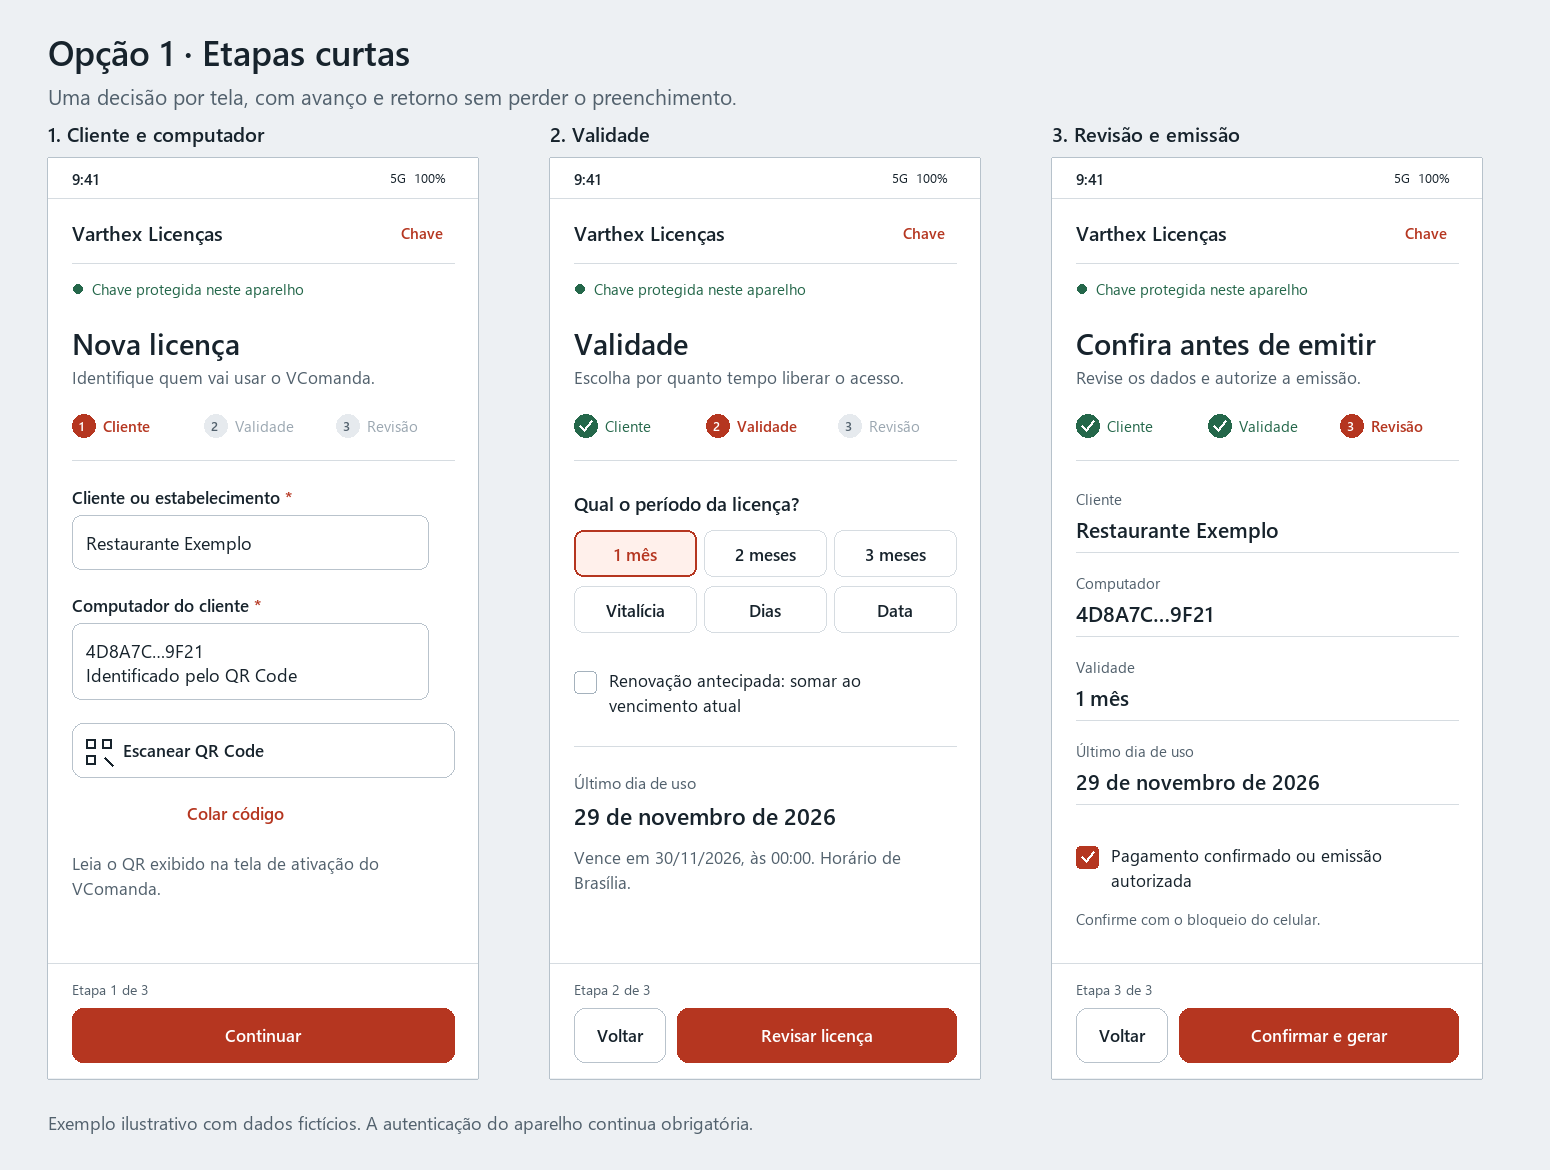 Opção 1 · Etapas curtas
Uma decisão por tela, com avanço e retorno sem perder o preenchimento.
1. Cliente e computador
9:41
5G 100%
Varthex Licenças
Chave
Chave protegida neste aparelho
Nova licença
Identifique quem vai usar o VComanda.
1 Cliente
2 Validade
3 Revisão
Cliente ou estabelecimento *
Restaurante Exemplo
Computador do cliente *
4D8A7C...9F21
Identificado pelo QR Code
Escanear QR Code
Colar código
Leia o QR exibido na tela de ativação do
VComanda.
Etapa 1 de 3
Continuar
2. Validade
9:41
5G 100%
Varthex Licenças
Chave
Chave protegida neste aparelho
Validade
Escolha por quanto tempo liberar o acesso.
Cliente
2 Validade
3 Revisão
Qual o período da licença?
1 mês
2 meses
3 meses
Vitalícia
Dias
Data
Renovação antecipada: somar ao
vencimento atual
Último dia de uso
29 de novembro de 2026
Vence em 30/11/2026, às 00:00. Horário de
Brasília.
Etapa 2 de 3
Voltar
Revisar licença
3. Revisão e emissão
9:41
5G 100%
Varthex Licenças
Chave
Chave protegida neste aparelho
Confira antes de emitir
Revise os dados e autorize a emissão.
Cliente
Validade
3 Revisão
Cliente
Restaurante Exemplo
Computador
4D8A7C...9F21
Validade
1 mês
Último dia de uso
29 de novembro de 2026
Pagamento confirmado ou emissão
autorizada
Confirme com o bloqueio do celular.
Etapa 3 de 3
Voltar
Confirmar e gerar
Exemplo ilustrativo com dados fictícios. A autenticação do aparelho continua obrigatória.